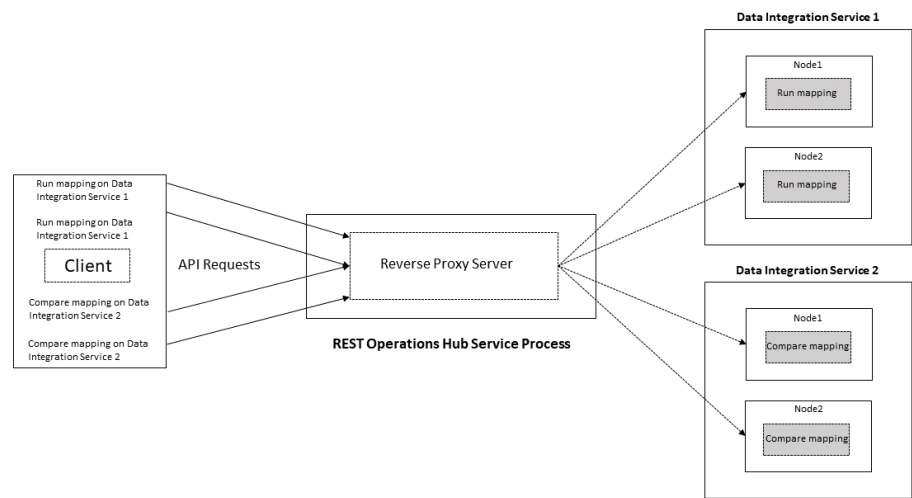 Data Integration Service 1
Node1
Run mapping
Node2
Run mapping
Run mapping on Data
Integration Service 1
Run mapping on Data
Integration Service 1
Client
Compare mapping on Data
Integration Service 2
Compare mapping on Data
Integration Service 2
API Requests
Reverse Proxy Server
REST Operations Hub Service Process
Data Integration Service 2
Node1
Compare mapping
Node2
Compare mapping